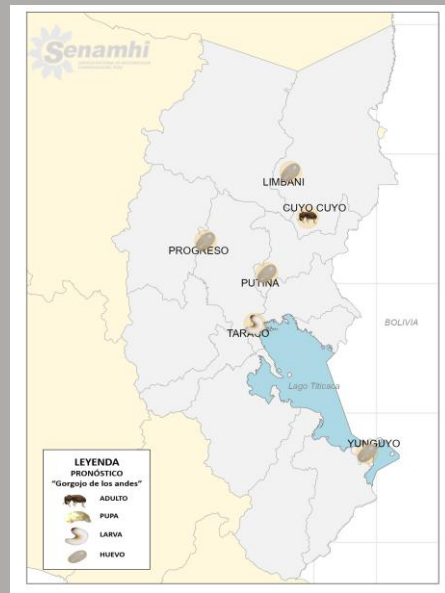 Senamhi
LIMBANI
CUYO CUYO
PROGRESO
PUTINA
TARACO
BOLIVIA
Lago Titicaca
YUNGUYO
LEYENDA
PRONÓSTICO
"Gorgojo de los andes"
ADULTO
PUPA
LARVA
HUEVO